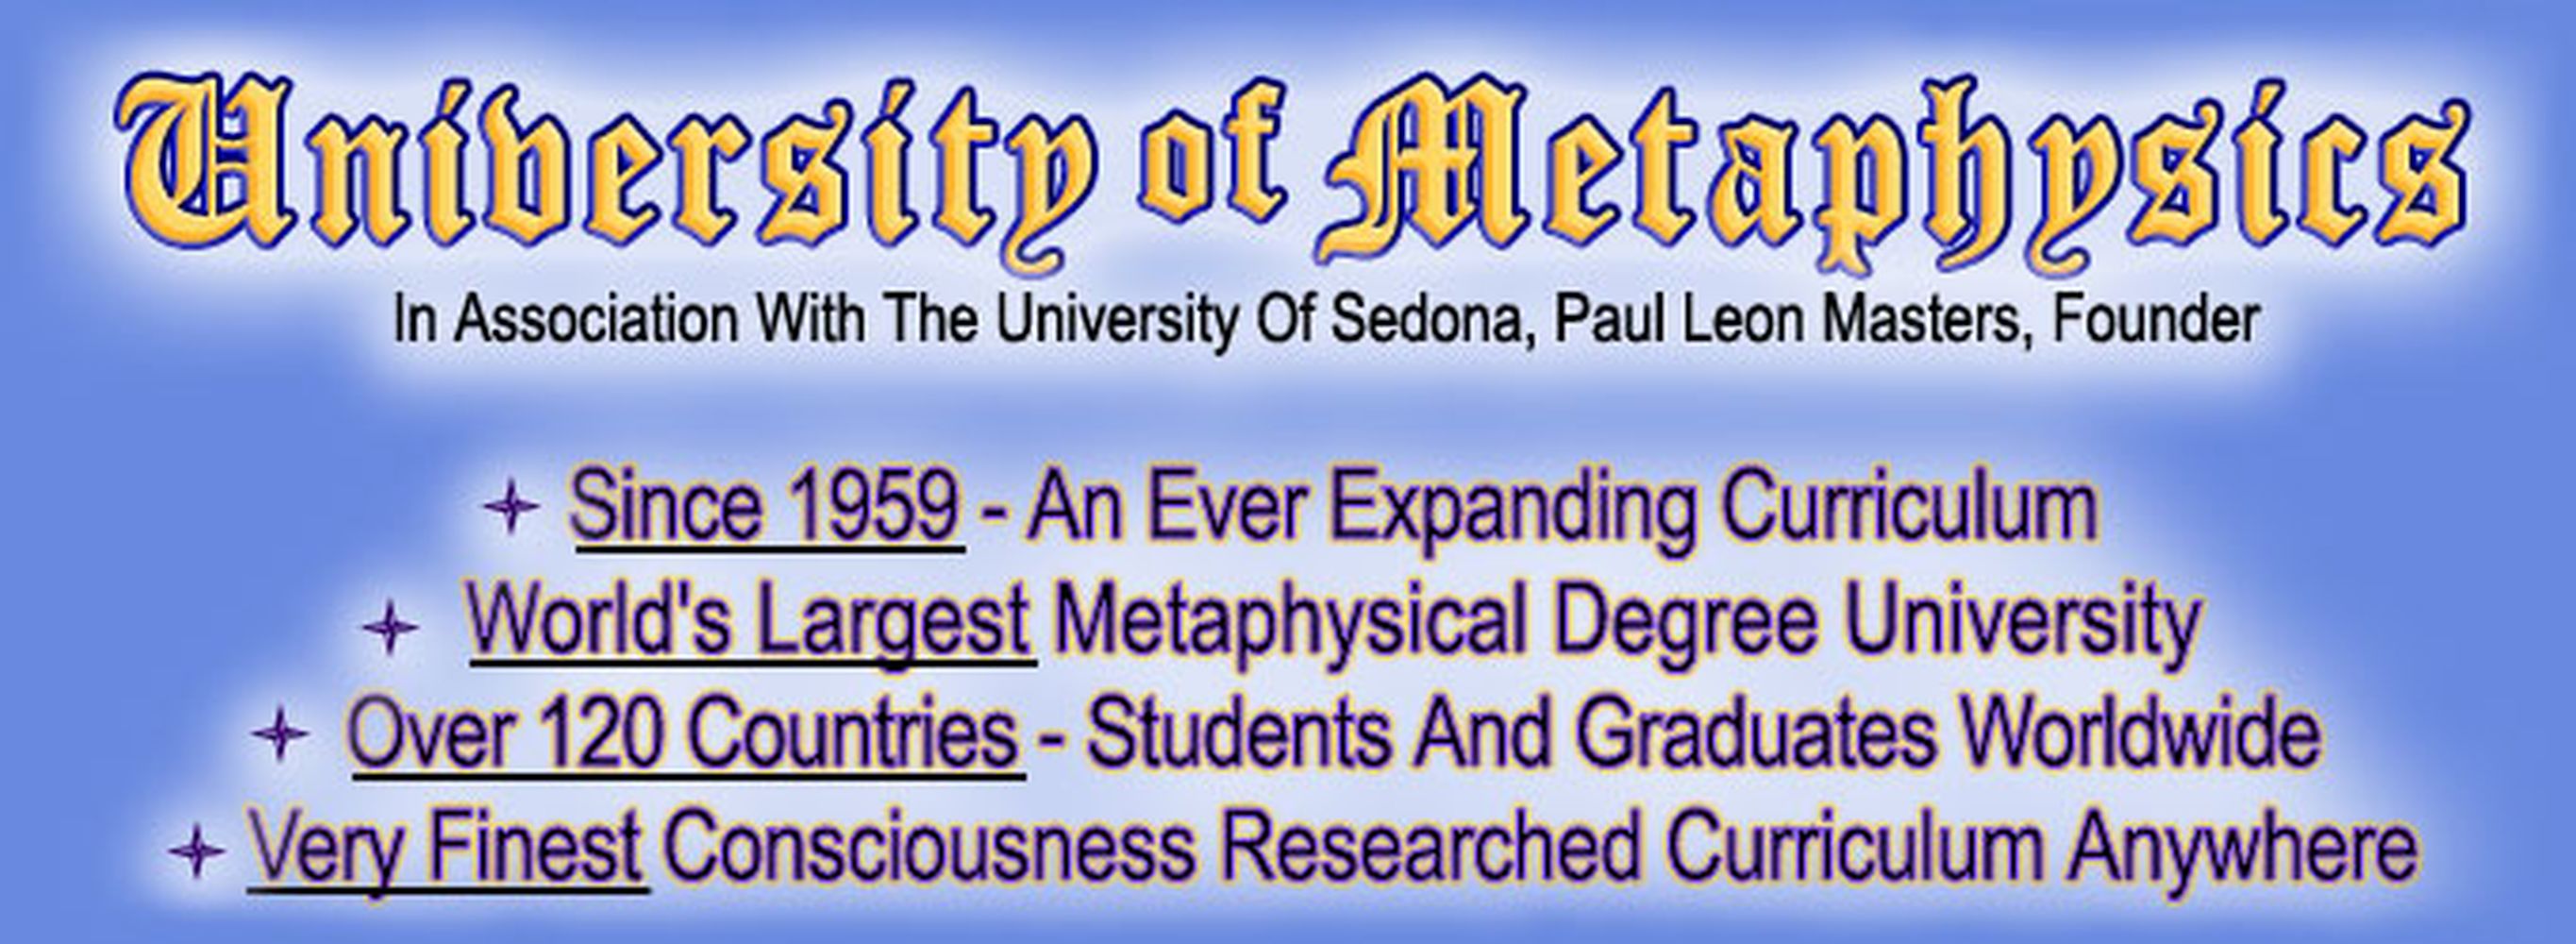 University of Metaphysics
In Association With The University Of Sedona, Paul Leon Masters, Founder
Since 1959 - An Ever Expanding Curriculum
World's Largest Metaphysical Degree University
Over 120 Countries - Students And Graduates Worldwide
Very Finest Consciousness Researched Curriculum Anywhere